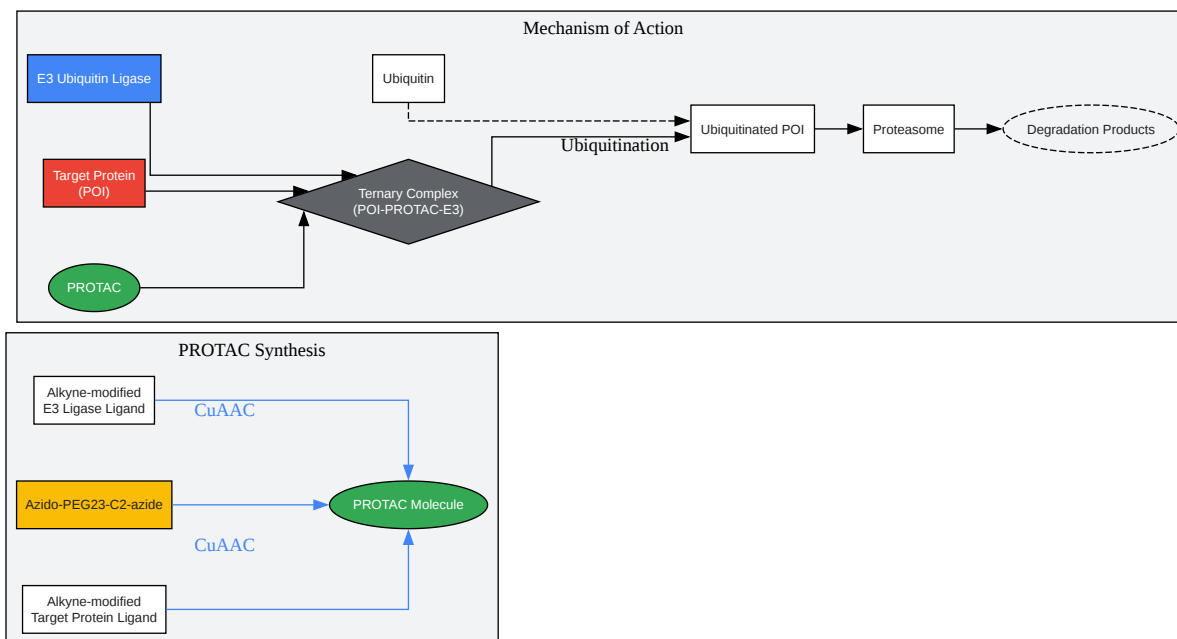 Mechanism of Action
E3 Ubiquitin Ligase
Ubiquitin
Ubiquitinated POI
Proteasome
Degradation Products
Ubiquitination
Target Protein
(POI)
Ternary Complex
(POI-PROTAC-E3)
PROTAC
PROTAC Synthesis
Alkyne-modified
E3 Ligase Ligand
CuAAC
Azido-PEG23-C2-azide
PROTAC Molecule
CuAAC
Alkyne-modified
Target Protein Ligand